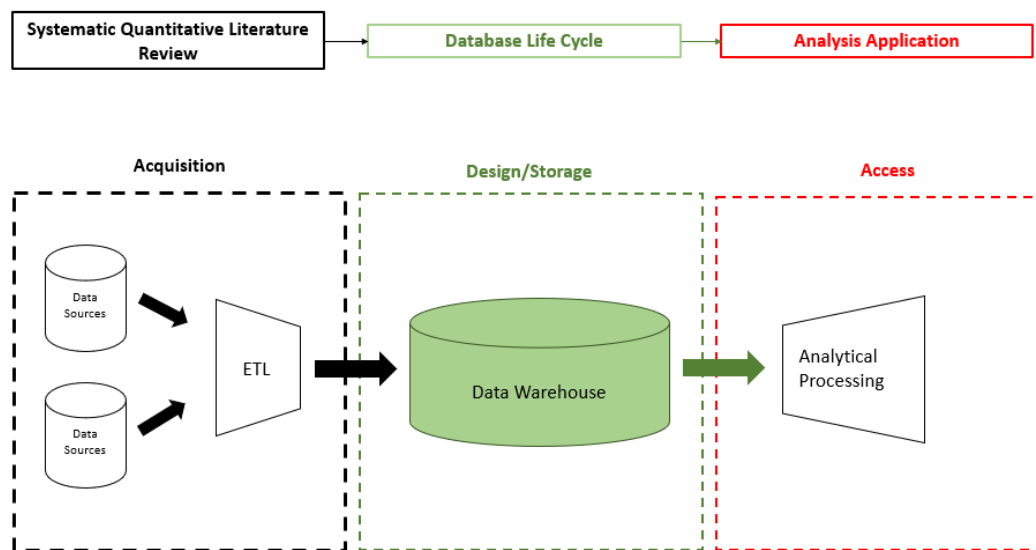 Systematic Quantitative Literature
Review
Database Life Cycle
Analysis Application
Acquisition
Design/Storage
Access
Data
Sources
ETL
Data Warehouse
Analytical
Processing
Data
Sources